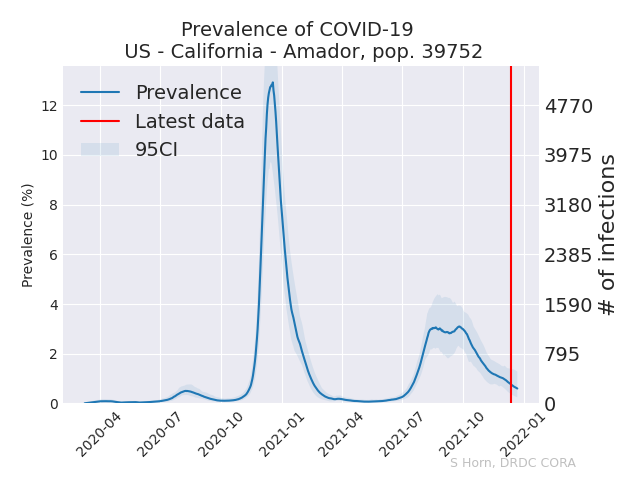 Prevalence of COVID-19
US - California - Amador, pop. 39752
Prevalence
Latest data
95CI
Prevalence (%)
12
10
8
6
4
2
0
4770
3975
3180
2385
1590
795
0
# of infections
2020-04
2020-07
2020-10
2021-01
2021-04
2021-07
2021-10
2022-01
S Horn, DRDC CORA